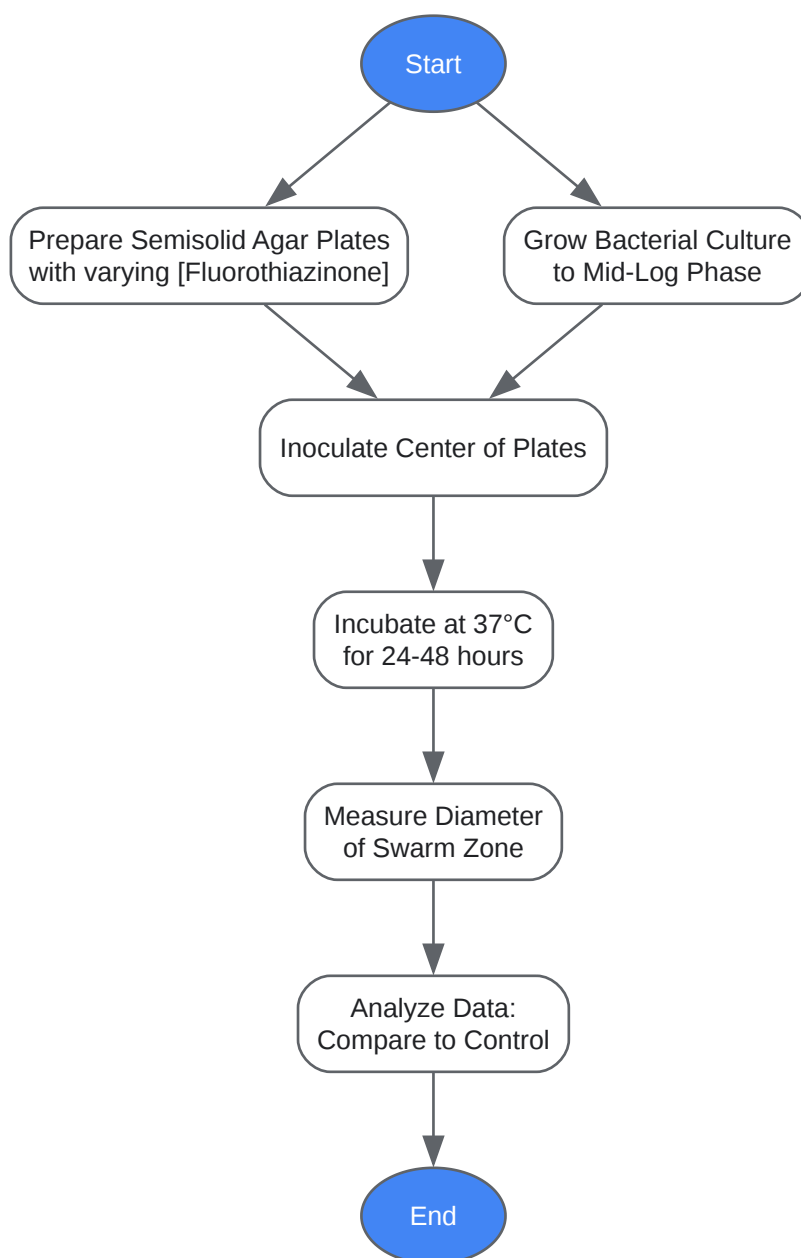 Start
Prepare Semisolid Agar Plates
with varying [Fluorothiazinone]
Grow Bacterial Culture
to Mid-Log Phase
Inoculate Center of Plates
Incubate at 37°C
for 24-48 hours
Measure Diameter
of Swarm Zone
Analyze Data:
Compare to Control
End